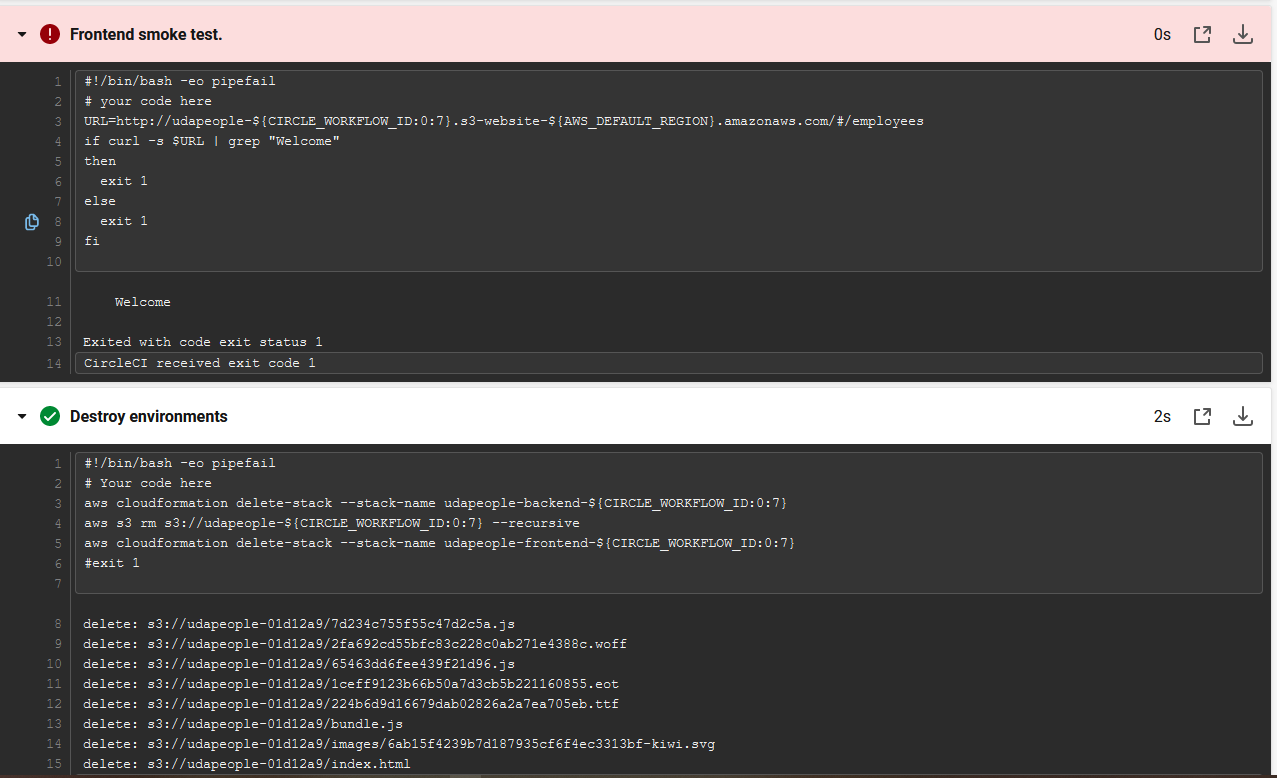 Frontend smoke test.
0s
1 #!/bin/bash -eo pipefail
2 # your code here
3 URL=http://udapeople-${CIRCLE_WORKFLOW_ID:0:7}.s3-website-${AWS_DEFAULT_REGION}.amazonaws.com/#/employees
4 if curl -s $URL | grep "Welcome"
5 then
6   exit 1
7 else
8   exit 1
9 fi
10
11     Welcome
12
13 Exited with code exit status 1
14 CircleCI received exit code 1
Destroy environments
2s
1 #!/bin/bash -eo pipefail
2 # Your code here
3 aws cloudformation delete-stack --stack-name udapeople-backend-${CIRCLE_WORKFLOW_ID:0:7}
4 aws s3 rm s3://udapeople-${CIRCLE_WORKFLOW_ID:0:7} --recursive
5 aws cloudformation delete-stack --stack-name udapeople-frontend-${CIRCLE_WORKFLOW_ID:0:7}
6 #exit 1
7
8 delete: s3://udapeople-01d12a9/7d234c755f55c47d2c5a.js
9 delete: s3://udapeople-01d12a9/2fa692cd55bfc83c228c0ab271e4388c.woff
10 delete: s3://udapeople-01d12a9/65463dd6fee439f21d96.js
11 delete: s3://udapeople-01d12a9/1ceff9123b66b50a7d3cb5b221160855.eot
12 delete: s3://udapeople-01d12a9/224b6d9d16679dab02826a2a7ea705eb.ttf
13 delete: s3://udapeople-01d12a9/bundle.js
14 delete: s3://udapeople-01d12a9/images/6ab15f4239b7d187935cf6f4ec3313bf-kiwi.svg
15 delete: s3://udapeople-01d12a9/index.html